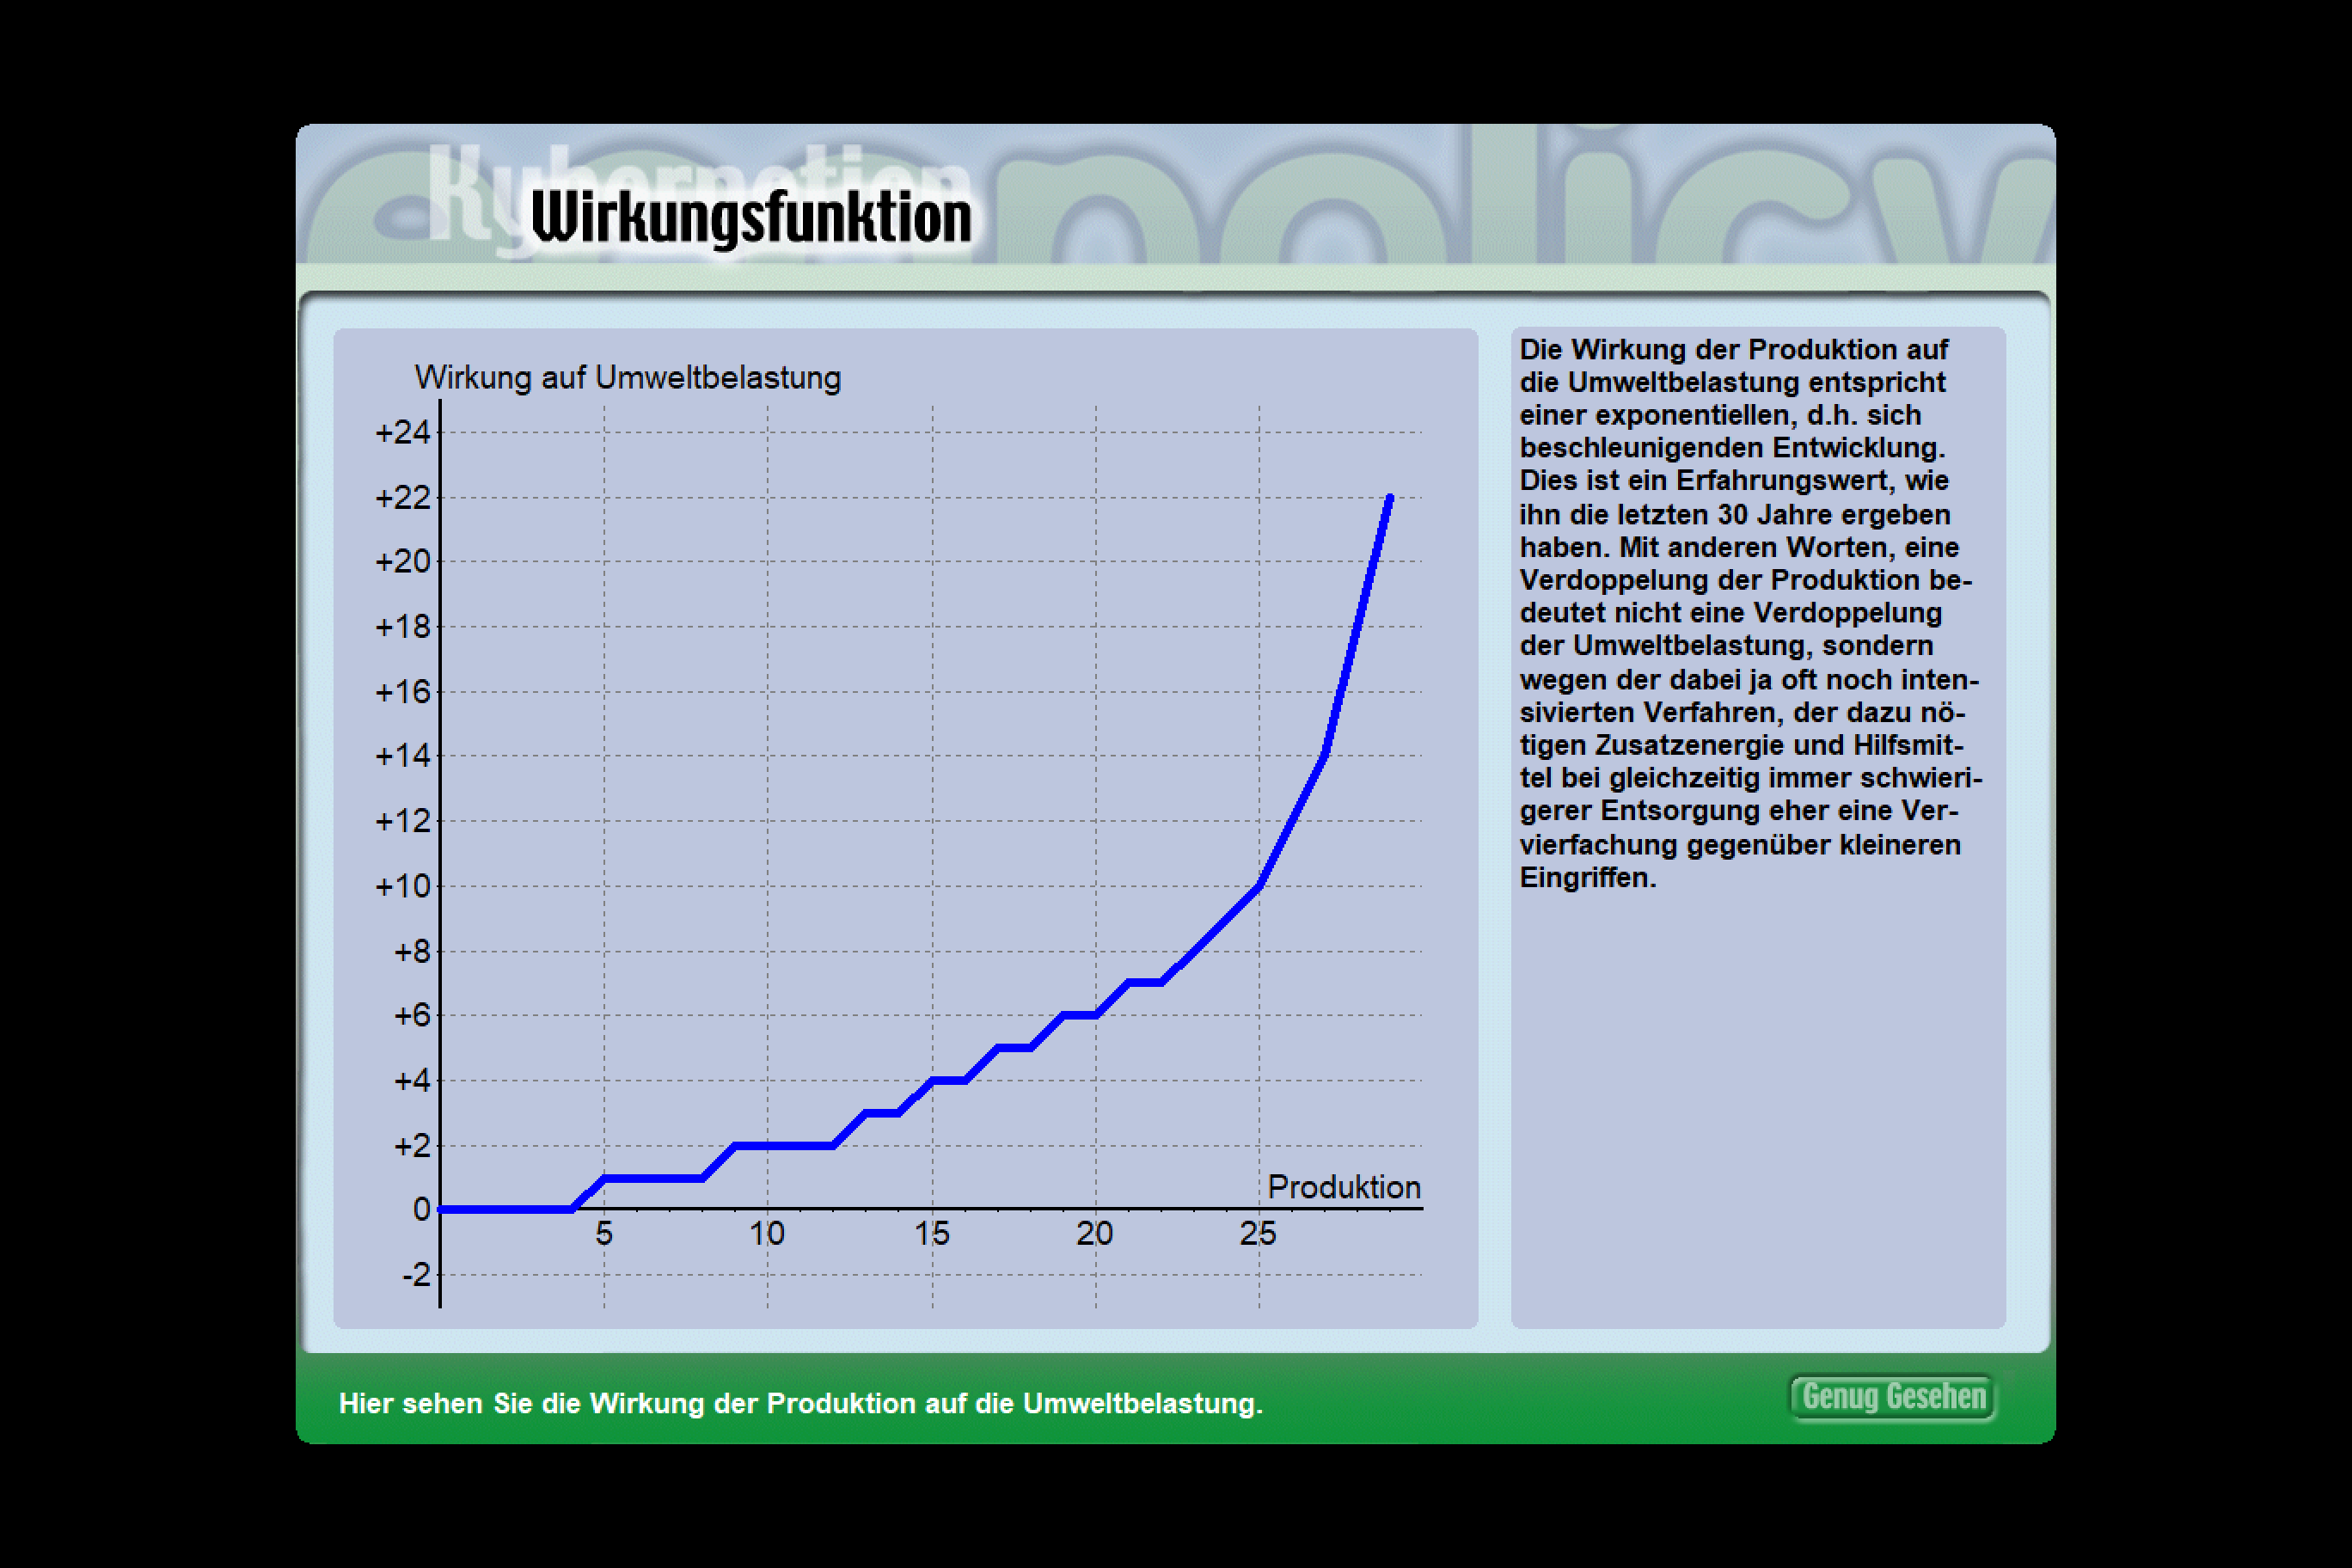 Kybernetien
Wirkungsfunktion
Wirkung auf Umweltbelastung
+24
+22
+20
+18
+16
+14
+12
+10
+8
+6
+4
+2
0
-2
Produktion
5 10 15 20 25
Die Wirkung der Produktion auf
die Umweltbelastung entspricht
einer exponentiellen, d.h. sich
beschleunigenden Entwicklung.
Dies ist ein Erfahrungswert, wie
ihn die letzten 30 Jahre ergeben
haben. Mit anderen Worten, eine
Verdoppelung der Produktion be-
deutet nicht eine Verdoppelung
der Umweltbelastung, sondern
wegen der dabei ja oft noch inten-
sivierten Verfahren, der dazu nö-
tigen Zusatzenergie und Hilfsmit-
tel bei gleichzeitig immer schwieri-
gerer Entsorgung eher eine Ver-
vierfachung gegenüber kleineren
Eingriffen.
Hier sehen Sie die Wirkung der Produktion auf die Umweltbelastung.
Genug Gesehen